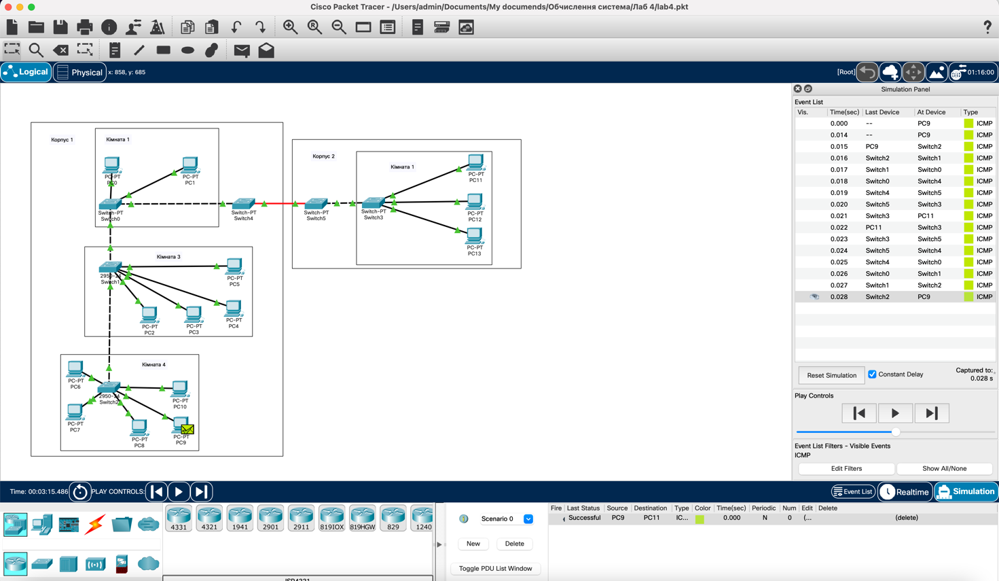 Cisco Packet Tracer - /Users/admin/Documents/My documends/Обчислення система/Лаб 4/lab4.pkt
?
Logical
Physical
x: 858, y: 685
[Root]
01:16:00
Simulation Panel
Event List
Vis. Time(sec) Last Device At Device Type
0.000 -- PC9 ICMP
0.014 -- PC9 ICMP
0.015 PC9 Switch2 ICMP
0.016 Switch2 Switch1 ICMP
0.017 Switch1 Switch0 ICMP
0.018 Switch0 Switch4 ICMP
0.019 Switch4 Switch5 ICMP
0.020 Switch5 Switch3 ICMP
0.021 Switch3 PC11 ICMP
0.022 PC11 Switch3 ICMP
0.023 Switch3 Switch5 ICMP
0.024 Switch5 Switch4 ICMP
0.025 Switch4 Switch0 ICMP
0.026 Switch0 Switch1 ICMP
0.027 Switch1 Switch2 ICMP
0.028 Switch2 PC9 ICMP
Reset Simulation
Constant Delay
Captured to:
0.028 s
Play Controls
Event List Filters - Visible Events
ICMP
Edit Filters
Show All/None
Корпус 1
Кімната 1
PC-PT
PC0
PC-PT
PC1
Switch-PT
Switch0
Switch-PT
Switch4
Корпус 2
Кімната 1
Switch-PT
Switch5
Switch-PT
Switch3
PC-PT
PC11
PC-PT
PC12
PC-PT
PC13
Кімната 3
2950-24
Switch1
PC-PT
PC5
PC-PT
PC4
PC-PT
PC2
PC-PT
PC3
Кімната 4
PC-PT
PC6
2950-24
Switch2
PC-PT
PC10
PC-PT
PC7
PC-PT
PC8
PC-PT
PC9
Time: 00:03:15.486
PLAY CONTROLS:
Event List
Realtime
Simulation
4331
4321
1941
2901
2911
819IOX
819HGW
829
1240
ISR4331
Scenario 0
New
Delete
Toggle PDU List Window
Fire Last Status Source Destination Type Color Time(sec) Periodic Num Edit Delete
Successful PC9 PC11 IC... 0.000 N 0 (... (delete)